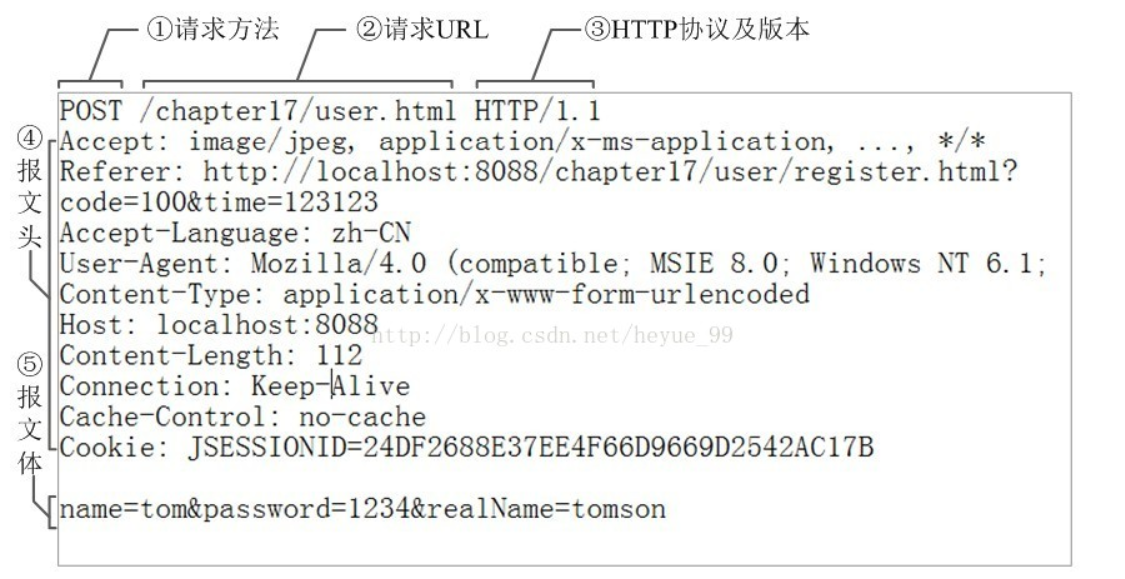 ①请求方法 ②请求URL ③HTTP协议及版本
POST /chapter17/user.html HTTP/1.1
④报文头
Accept: image/jpeg, application/x-ms-application, ..., */*
Referer: http://localhost:8088/chapter17/user/register.html?
code=100&time=123123
Accept-Language: zh-CN
User-Agent: Mozilla/4.0 (compatible; MSIE 8.0; Windows NT 6.1;
Content-Type: application/x-www-form-urlencoded
Host: localhost:8088
http://blog.csdn.net/heyue_99
Content-Length: 112
Connection: Keep-Alive
Cache-Control: no-cache
Cookie: JSESSIONID=24DF2688E37EE4F66D9669D2542AC17B
⑤报文体
name=tom&password=1234&realName=tomson